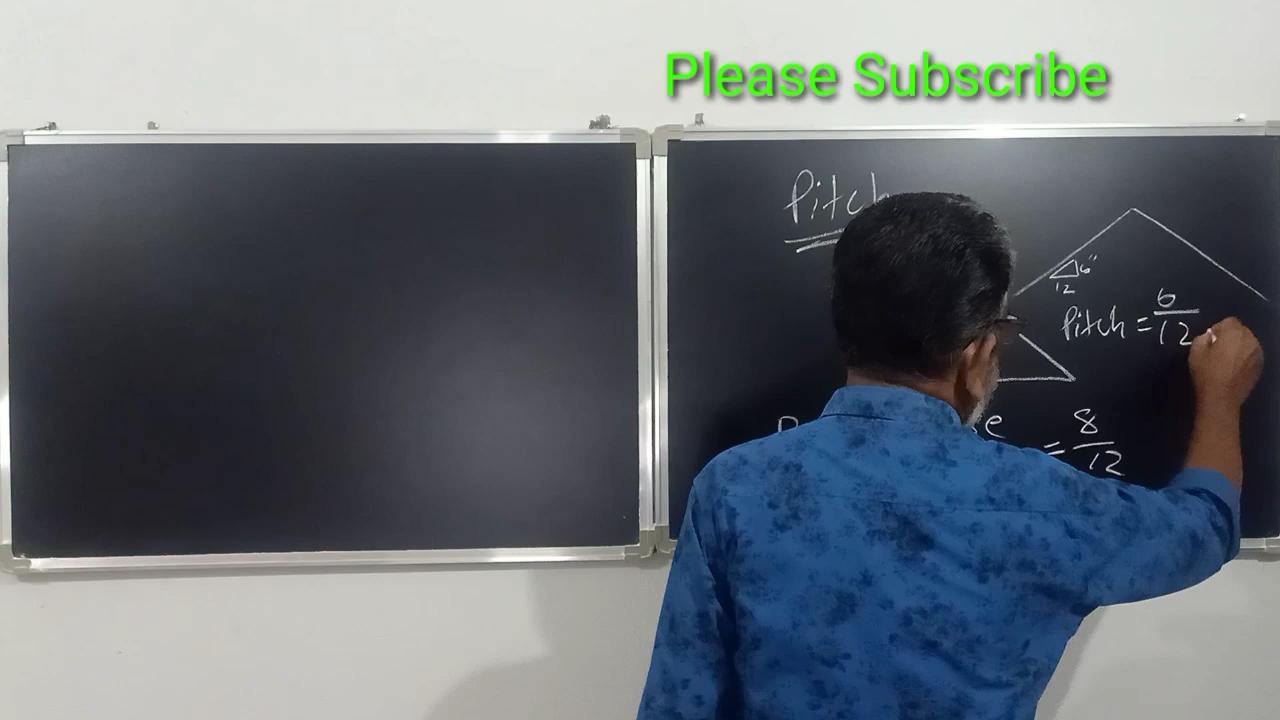 Please Subscribe
Pitch
6"
12
Pitch = 6/12
= 8/12